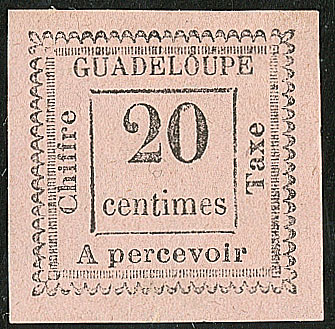 GUADELOUPE
Chiffre
20
centimes
Taxe
A percevoir